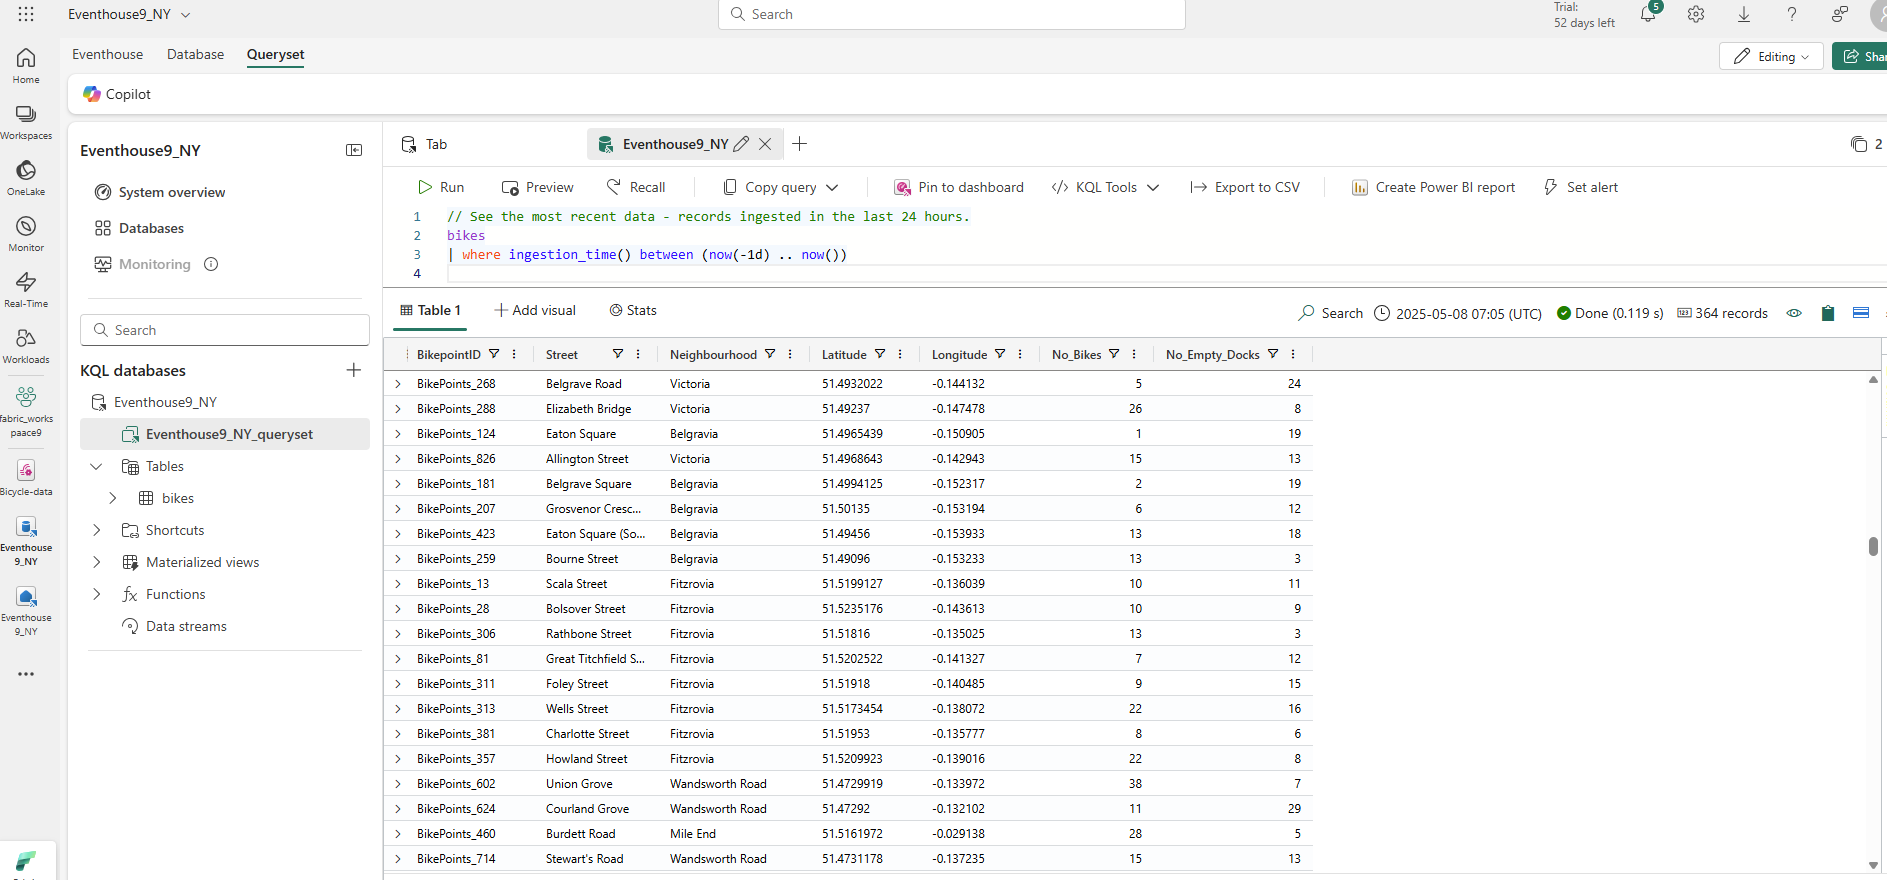 Eventhouse9_NY
Search
Trial:
52 days left
5
Home
Workspaces
OneLake
Monitor
Real-Time
Workloads
fabric_works
paace9
Bicycle-data
Eventhouse
9_NY
Eventhouse
9_NY
Eventhouse Database Queryset
Editing
Shar
Copilot
Eventhouse9_NY
System overview
Databases
Monitoring
Search
KQL databases
Eventhouse9_NY
Eventhouse9_NY_queryset
Tables
bikes
Shortcuts
Materialized views
Functions
Data streams
Tab
Eventhouse9_NY
2
Run Preview Recall Copy query Pin to dashboard KQL Tools Export to CSV Create Power BI report Set alert
1 // See the most recent data - records ingested in the last 24 hours.
2 bikes
3 | where ingestion_time() between (now(-1d) .. now())
4
Table 1 Add visual Stats
Search 2025-05-08 07:05 (UTC) Done (0.119 s) 364 records
BikepointID Street Neighbourhood Latitude Longitude No_Bikes No_Empty_Docks
BikePoints_268 Belgrave Road Victoria 51.4932022 -0.144132 5 24
BikePoints_288 Elizabeth Bridge Victoria 51.49237 -0.147478 26 8
BikePoints_124 Eaton Square Belgravia 51.4965439 -0.150905 1 19
BikePoints_826 Allington Street Victoria 51.4968643 -0.142943 15 13
BikePoints_181 Belgrave Square Belgravia 51.4994125 -0.152317 2 19
BikePoints_207 Grosvenor Cresc... Belgravia 51.50135 -0.153194 6 12
BikePoints_423 Eaton Square (So... Belgravia 51.49456 -0.153933 13 18
BikePoints_259 Bourne Street Belgravia 51.49096 -0.153233 13 3
BikePoints_13 Scala Street Fitzrovia 51.5199127 -0.136039 10 11
BikePoints_28 Bolsover Street Fitzrovia 51.5235176 -0.143613 10 9
BikePoints_306 Rathbone Street Fitzrovia 51.51816 -0.135025 13 3
BikePoints_81 Great Titchfield S... Fitzrovia 51.5202522 -0.141327 7 12
BikePoints_311 Foley Street Fitzrovia 51.51918 -0.140485 9 15
BikePoints_313 Wells Street Fitzrovia 51.5173454 -0.138072 22 16
BikePoints_381 Charlotte Street Fitzrovia 51.51953 -0.135777 8 6
BikePoints_357 Howland Street Fitzrovia 51.5209923 -0.139016 22 8
BikePoints_602 Union Grove Wandsworth Road 51.4729919 -0.133972 38 7
BikePoints_624 Courland Grove Wandsworth Road 51.47292 -0.132102 11 29
BikePoints_460 Burdett Road Mile End 51.5161972 -0.029138 28 5
BikePoints_714 Stewart's Road Wandsworth Road 51.4731178 -0.137235 15 13